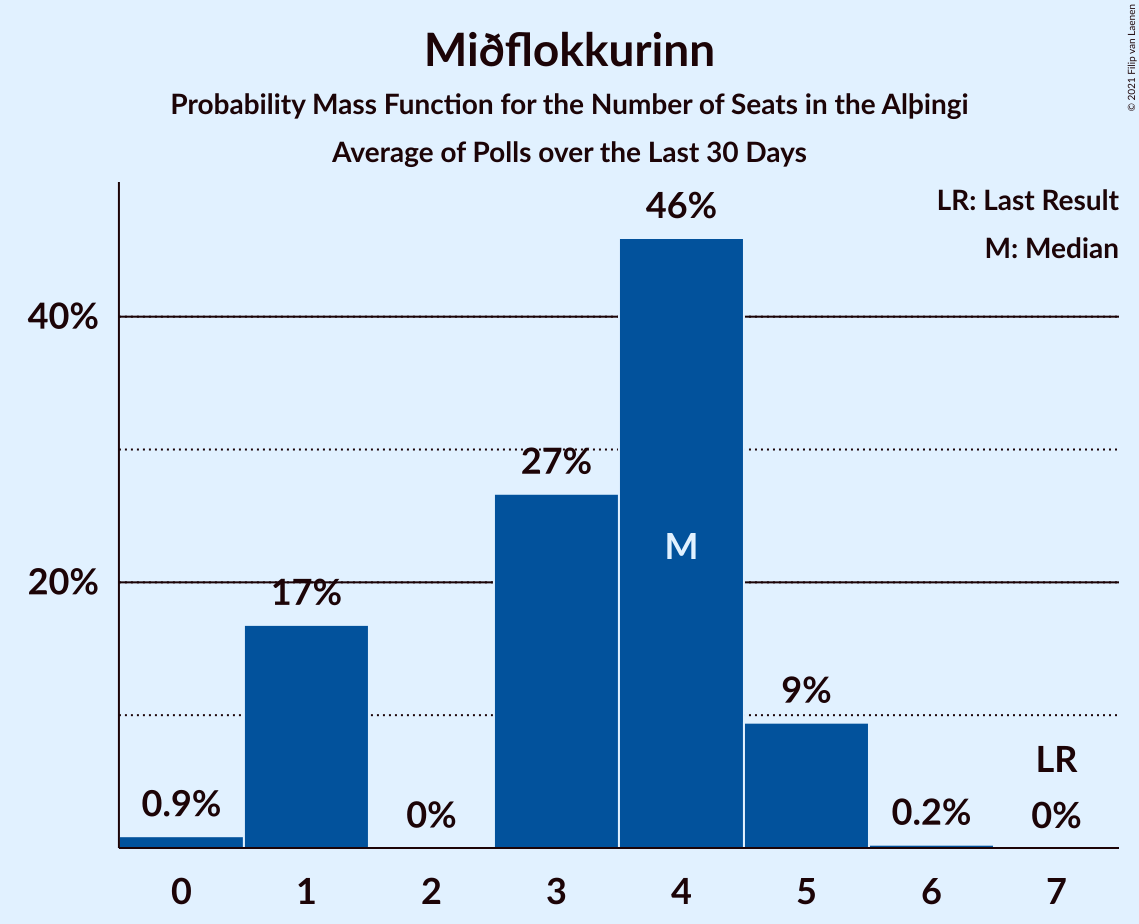 Miðflokkurinn
Probability Mass Function for the Number of Seats in the Alþingi
Average of Polls over the Last 30 Days
© 2021 Filip van Laenen
LR: Last Result
M: Median
40%
20%
0.9%
17%
0%
27%
46%
M
9%
0.2%
LR
0%
0 1 2 3 4 5 6 7